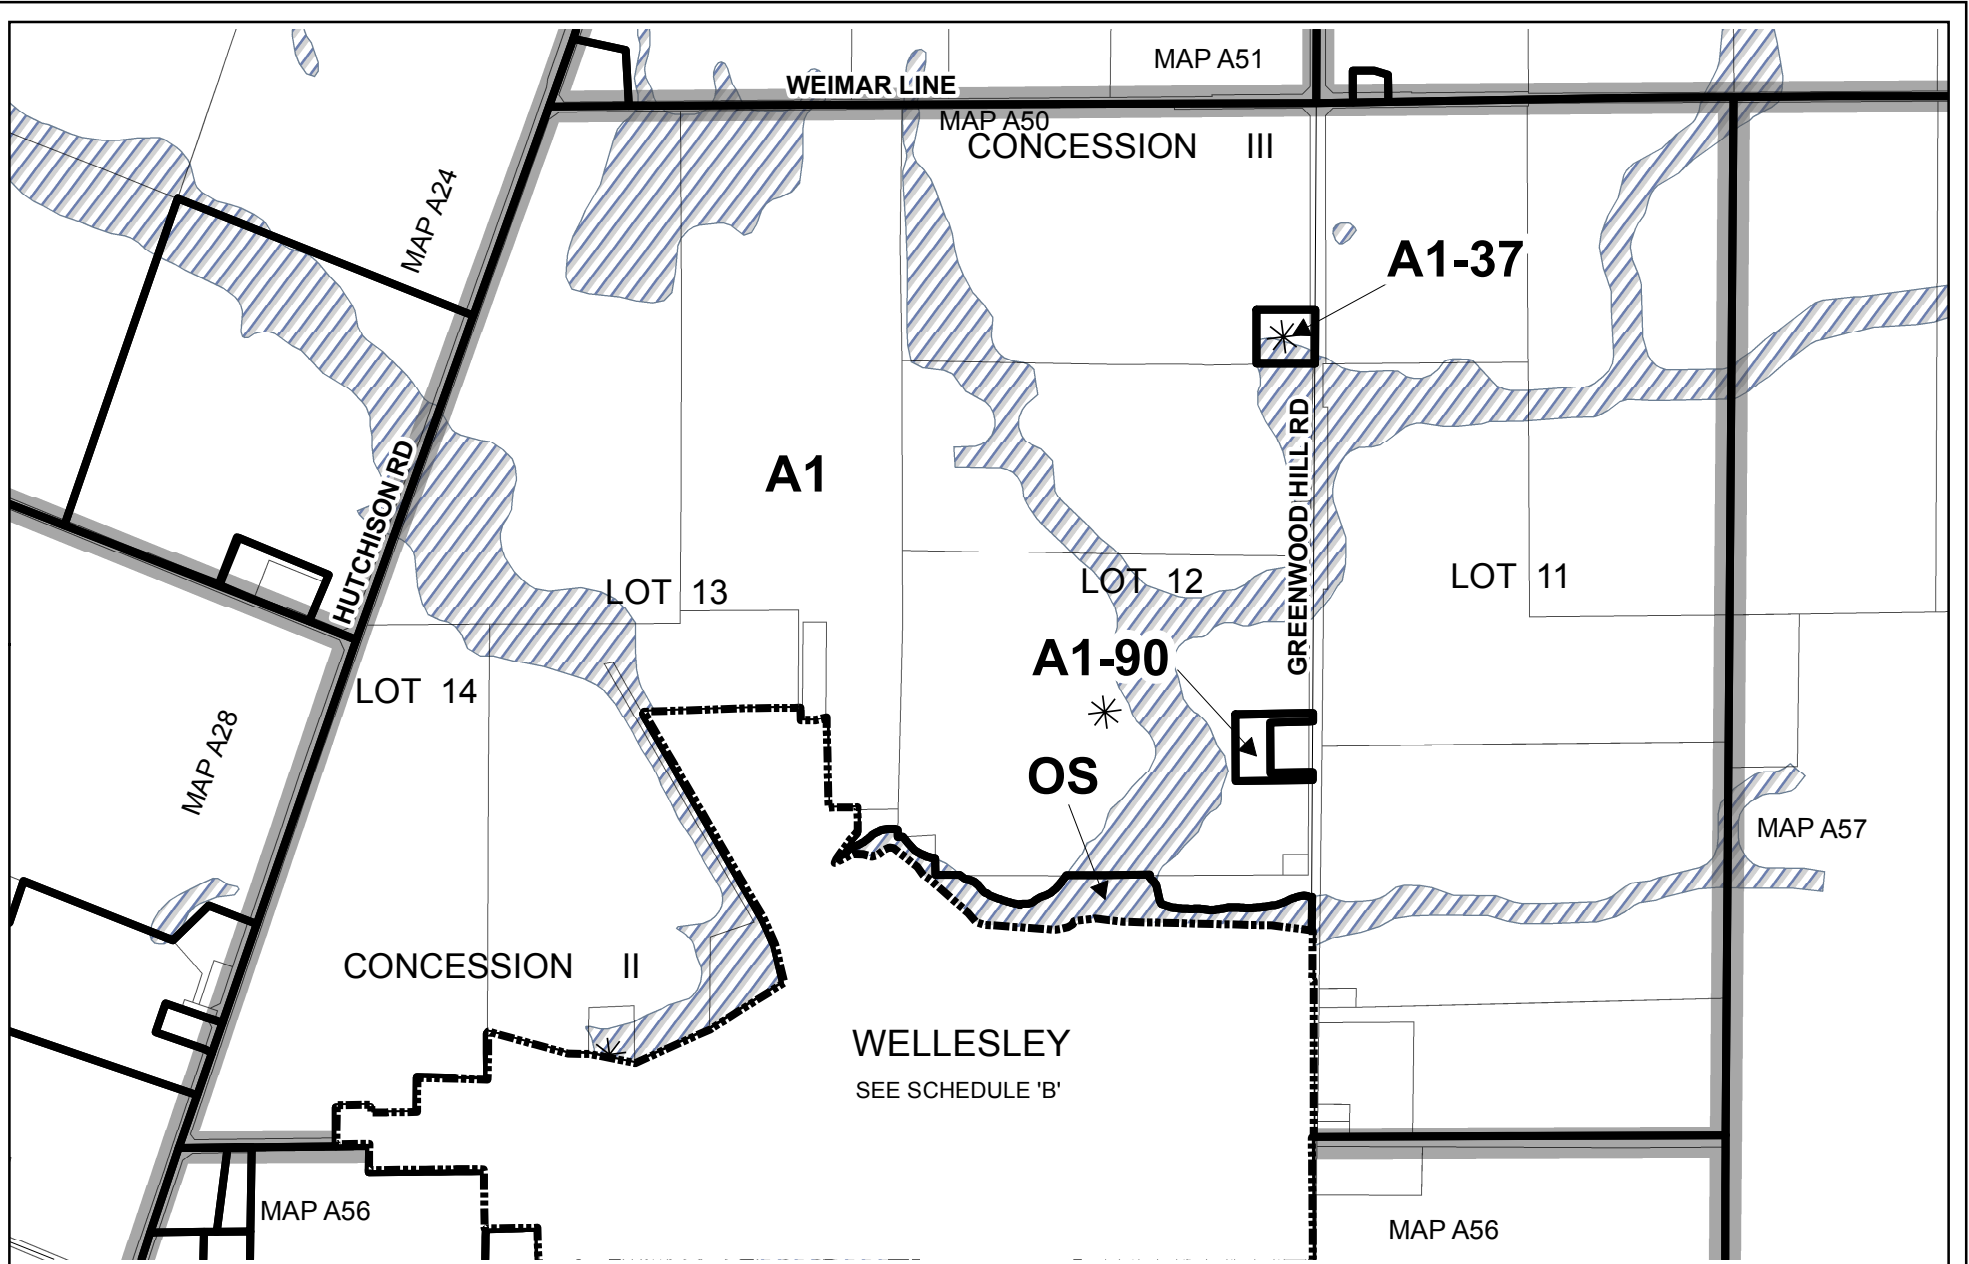 MAP A51
WEIMAR LINE
MAP A50
CONCESSION III
MAP A24
A1-37
HUTCHISON RD
A1
GREENWOOD HILL RD
LOT 13
LOT 12
LOT 11
A1-90
LOT 14
MAP A28
OS
MAP A57
CONCESSION II
WELLESLEY
SEE SCHEDULE 'B'
MAP A56
MAP A56